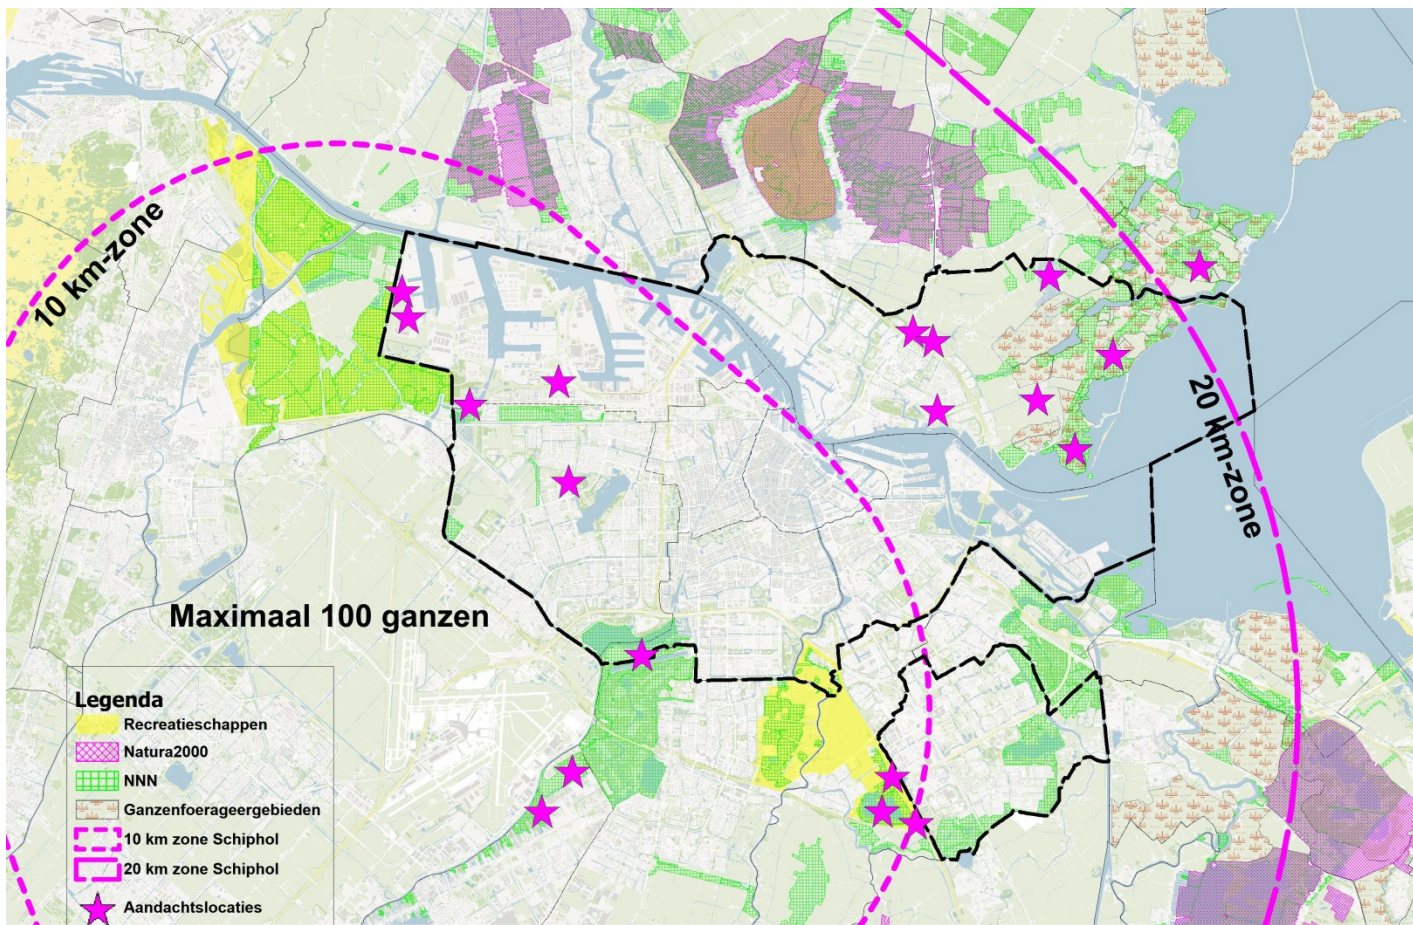 10 km-zone
20 km-zone
Maximaal 100 ganzen
Legenda
Recreatieschappen
Natura2000
NNN
Ganzenfoerageergebieden
10 km zone Schiphol
20 km zone Schiphol
Aandachtslocaties